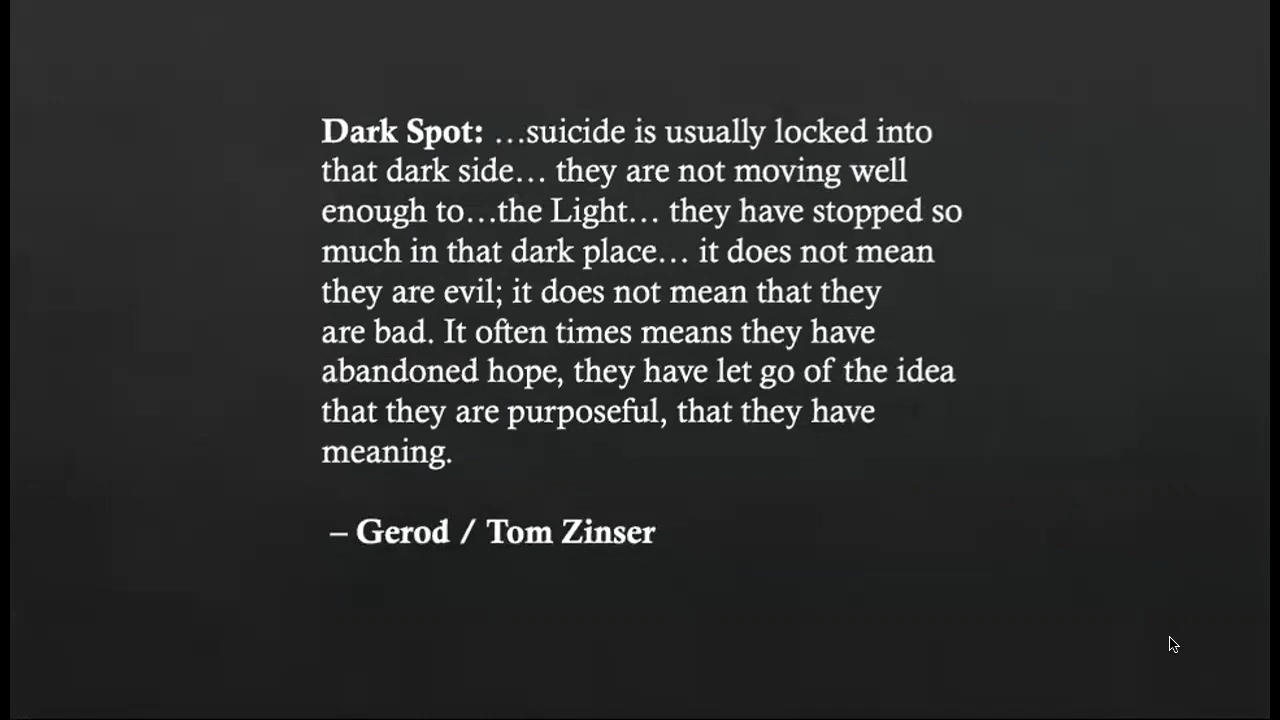 Dark Spot: …suicide is usually locked into
that dark side… they are not moving well
enough to…the Light… they have stopped so
much in that dark place… it does not mean
they are evil; it does not mean that they
are bad. It often times means they have
abandoned hope, they have let go of the idea
that they are purposeful, that they have
meaning.
– Gerod / Tom Zinser